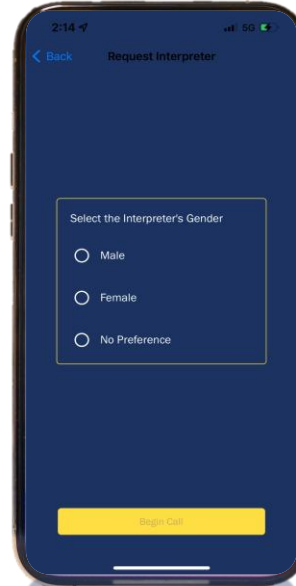 2:14 5G
Back Request Interpreter
Select the Interpreter's Gender
Male
Female
No Preference
Begin Call